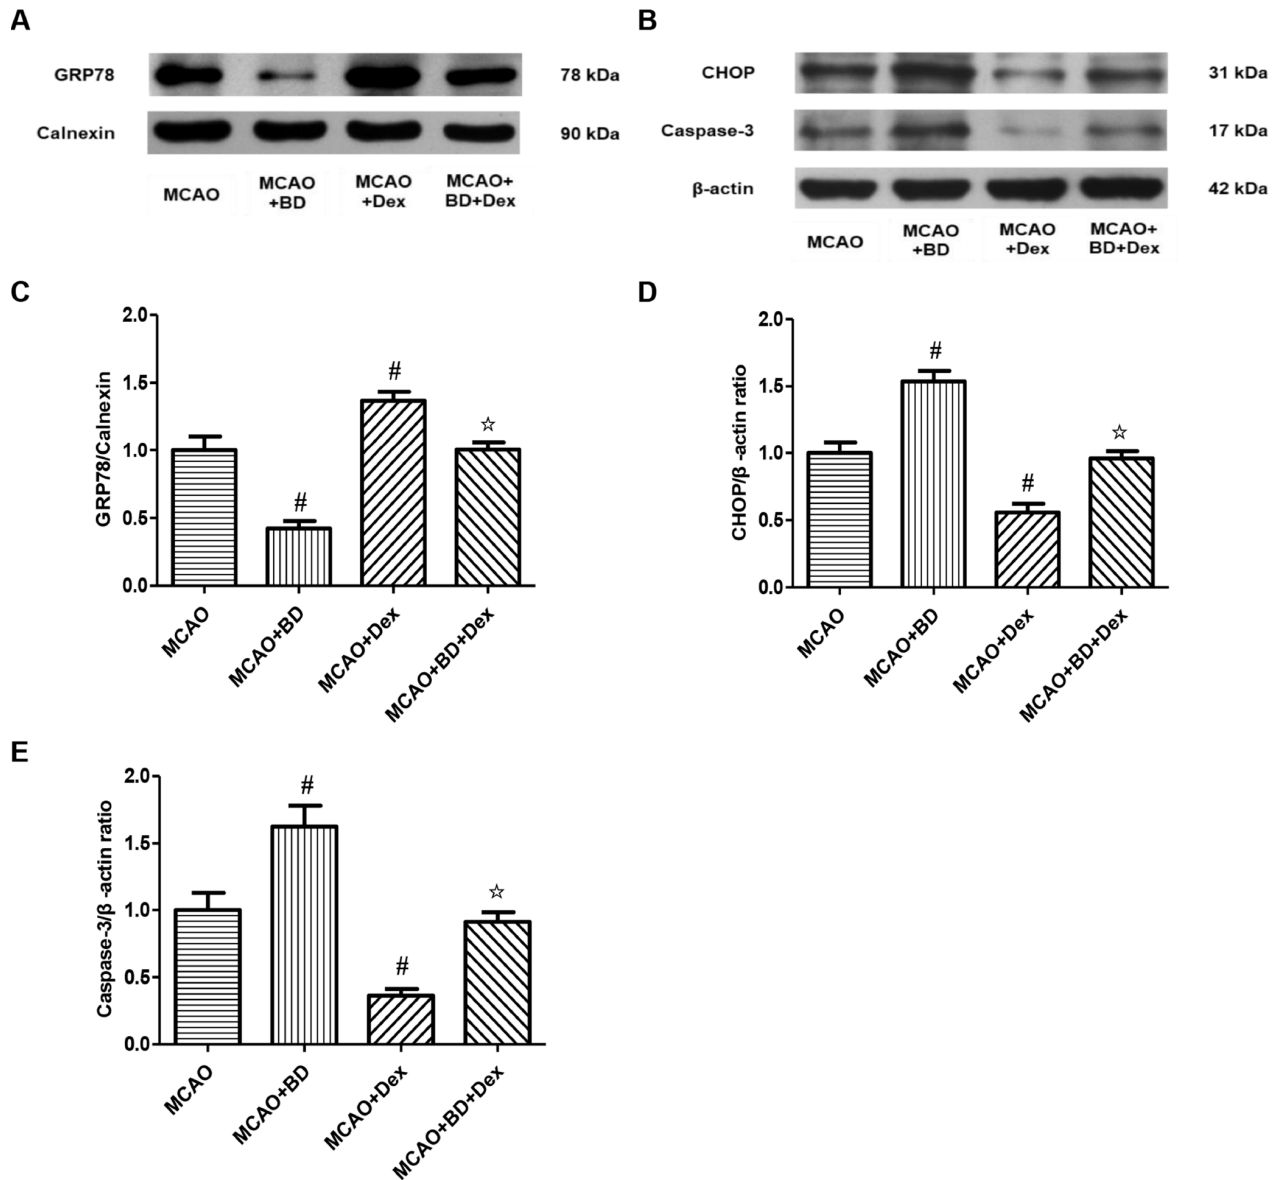 A
GRP78
78 kDa
Calnexin
90 kDa
MCAO
MCAO
+BD
MCAO
+Dex
MCAO+
BD+Dex
B
CHOP
31 kDa
Caspase-3
17 kDa
β-actin
42 kDa
MCAO
MCAO
+BD
MCAO
+Dex
MCAO+
BD+Dex
C
GRP78/Calnexin
2.0
1.5
1.0
0.5
0.0
#
#
☆
MCAO
MCAO+BD
MCAO+Dex
MCAO+BD+Dex
D
CHOP/β -actin ratio
2.0
1.5
1.0
0.5
0.0
#
#
☆
MCAO
MCAO+BD
MCAO+Dex
MCAO+BD+Dex
E
Caspase-3/β -actin ratio
2.0
1.5
1.0
0.5
0.0
#
#
☆
MCAO
MCAO+BD
MCAO+Dex
MCAO+BD+Dex